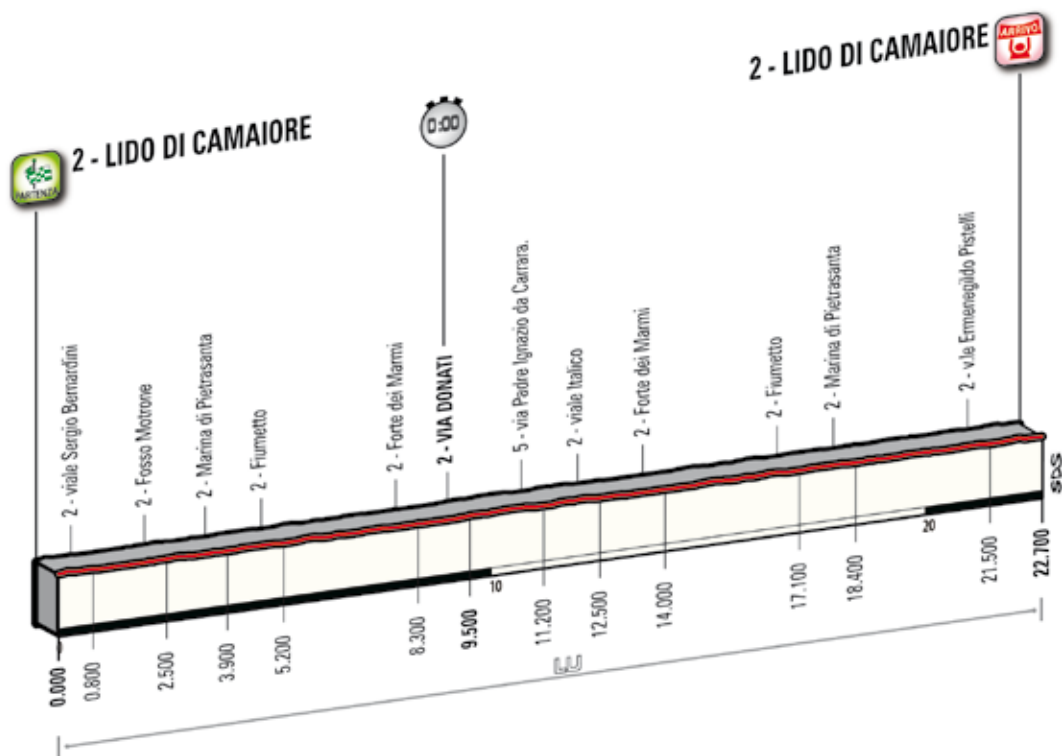 2 - LIDO DI CAMAIORE
PARTENZA
2 - LIDO DI CAMAIORE
ARRIVO
0:00
2 - viale Sergio Bernardini
2 - Fosso Motrone
2 - Marina di Pietrasanta
2 - Fiumetto
2 - Forte dei Marmi
2 - VIA DONATI
5 - via Padre Ignazio da Carrara.
2 - viale Italico
2 - Forte dei Marmi
2 - Fiumetto
2 - Marina di Pietrasanta
2 - v.le Ermenegildo Pistelli
SDS
0
10
20
0.000
0.800
2.500
3.900
5.200
8.300
9.500
11.200
12.500
14.000
17.100
18.400
21.500
22.700
LU